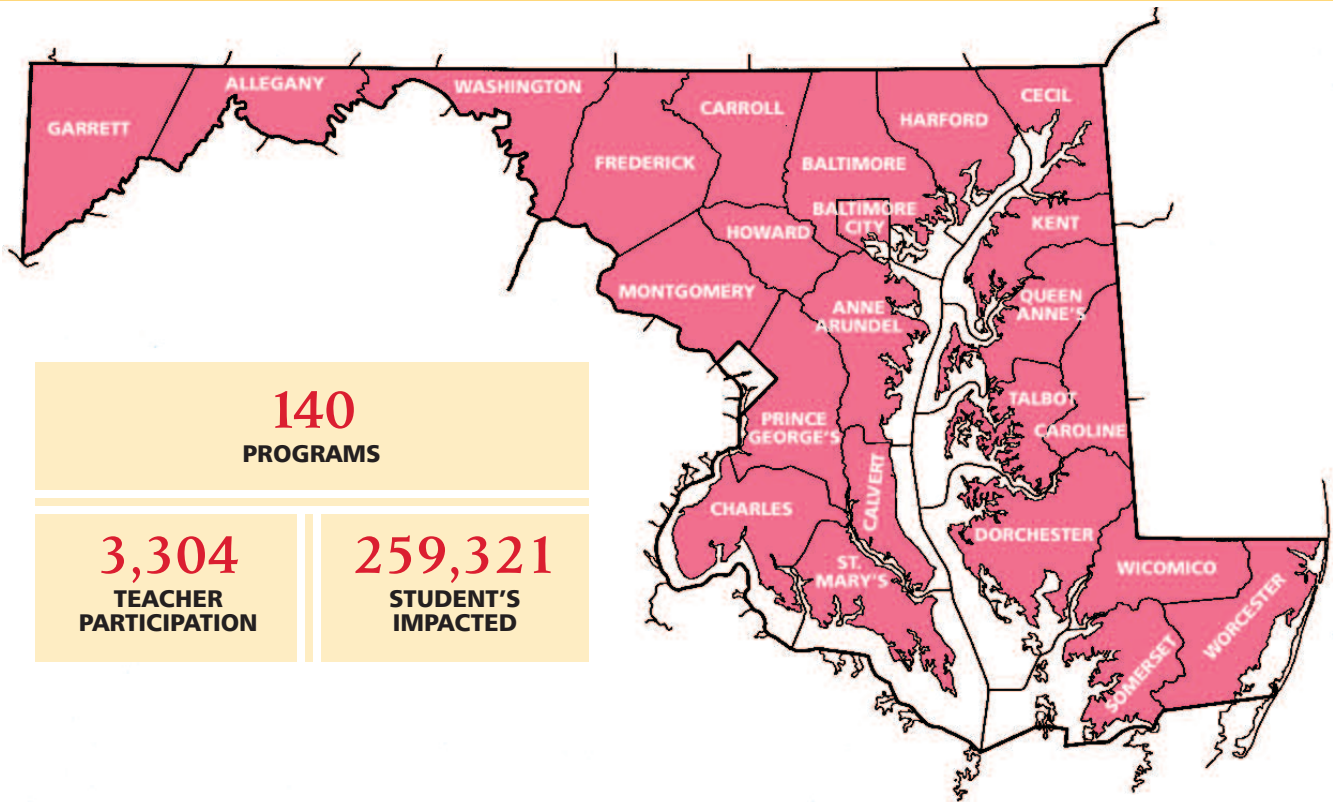 GARRETT
ALLEGANY
WASHINGTON
FREDERICK
CARROLL
BALTIMORE
HARFORD
CECIL
BALTIMORE
CITY
HOWARD
KENT
MONTGOMERY
ANNE
ARUNDEL
QUEEN
ANNE'S
TALBOT
CAROLINE
PRINCE
GEORGE'S
CALVERT
CHARLES
ST.
MARY'S
DORCHESTER
WICOMICO
WORCESTER
SOMERSET
140
PROGRAMS
3,304
TEACHER
PARTICIPATION
259,321
STUDENT'S
IMPACTED